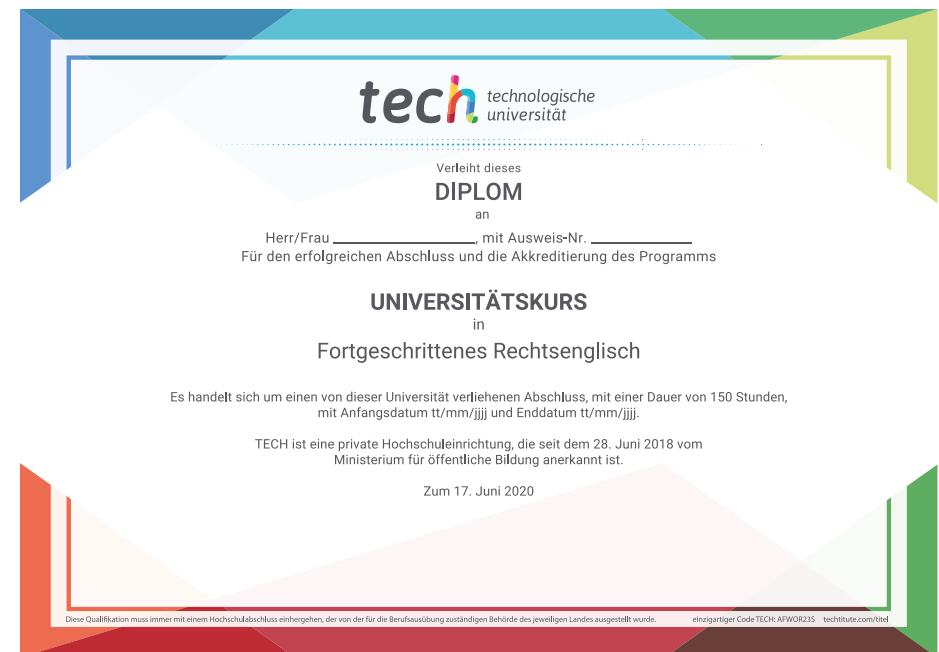 tech technologische
universität
Verleiht dieses
DIPLOM
an
Herr/Frau ____________________, mit Ausweis-Nr. ______________
Für den erfolgreichen Abschluss und die Akkreditierung des Programms
UNIVERSITÄTSKURS
in
Fortgeschrittenes Rechtsenglisch
Es handelt sich um einen von dieser Universität verliehenen Abschluss, mit einer Dauer von 150 Stunden,
mit Anfangsdatum tt/mm/jjjj und Enddatum tt/mm/jjjj.
TECH ist eine private Hochschuleinrichtung, die seit dem 28. Juni 2018 vom
Ministerium für öffentliche Bildung anerkannt ist.
Zum 17. Juni 2020
Diese Qualifikation muss immer mit einem Hochschulabschluss einhergehen, der von der für die Berufsausübung zuständigen Behörde des jeweiligen Landes ausgestellt wurde. einzigartiger Code TECH: AFWOR23S techtitute.com/titel